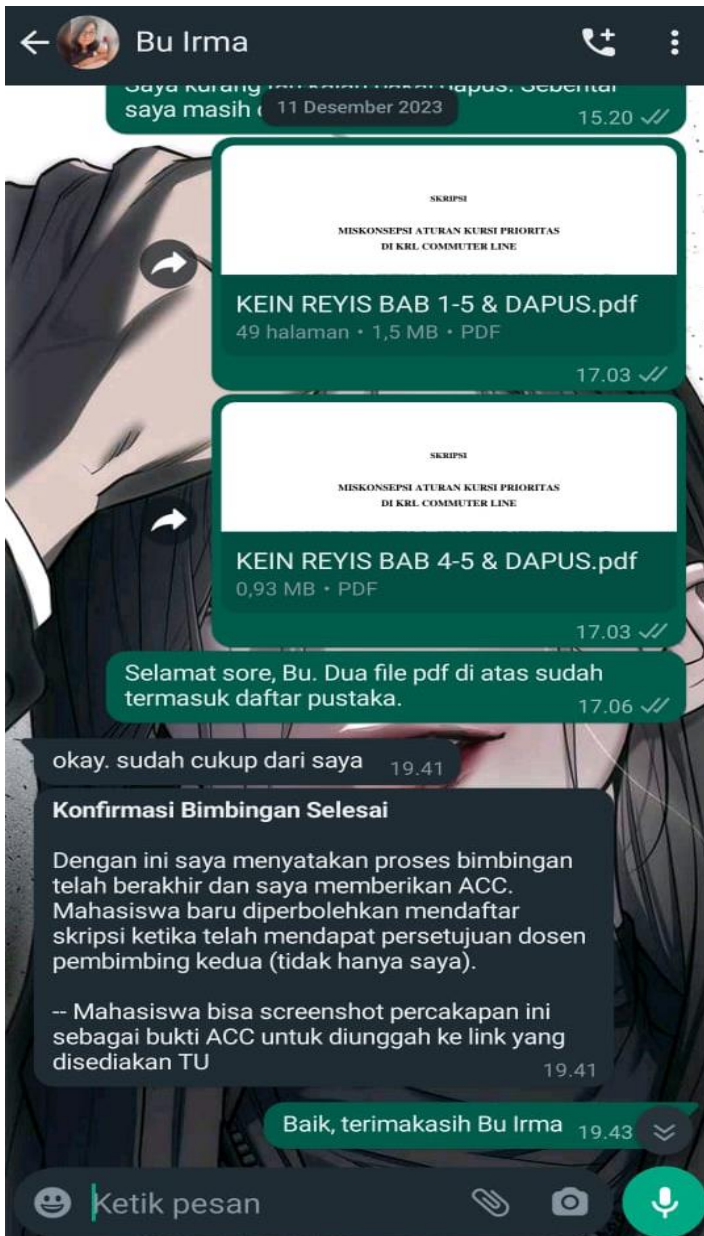 Bu Irma
saya masih
11 Desember 2023
15.20
SKRIPSI
MISKONSEPSI ATURAN KURSI PRIORITAS
DI KRL COMMUTER LINE
KEIN REYIS BAB 1-5 & DAPUS.pdf
49 halaman • 1,5 MB • PDF
17.03
SKRIPSI
MISKONSEPSI ATURAN KURSI PRIORITAS
DI KRL COMMUTER LINE
KEIN REYIS BAB 4-5 & DAPUS.pdf
0,93 MB • PDF
17.03
Selamat sore, Bu. Dua file pdf di atas sudah
termasuk daftar pustaka.
17.06
okay. sudah cukup dari saya
19.41
Konfirmasi Bimbingan Selesai
Dengan ini saya menyatakan proses bimbingan
telah berakhir dan saya memberikan ACC.
Mahasiswa baru diperbolehkan mendaftar
skripsi ketika telah mendapat persetujuan dosen
pembimbing kedua (tidak hanya saya).
-- Mahasiswa bisa screenshot percakapan ini
sebagai bukti ACC untuk diunggah ke link yang
disediakan TU
19.41
Baik, terimakasih Bu Irma
19.43
Ketik pesan